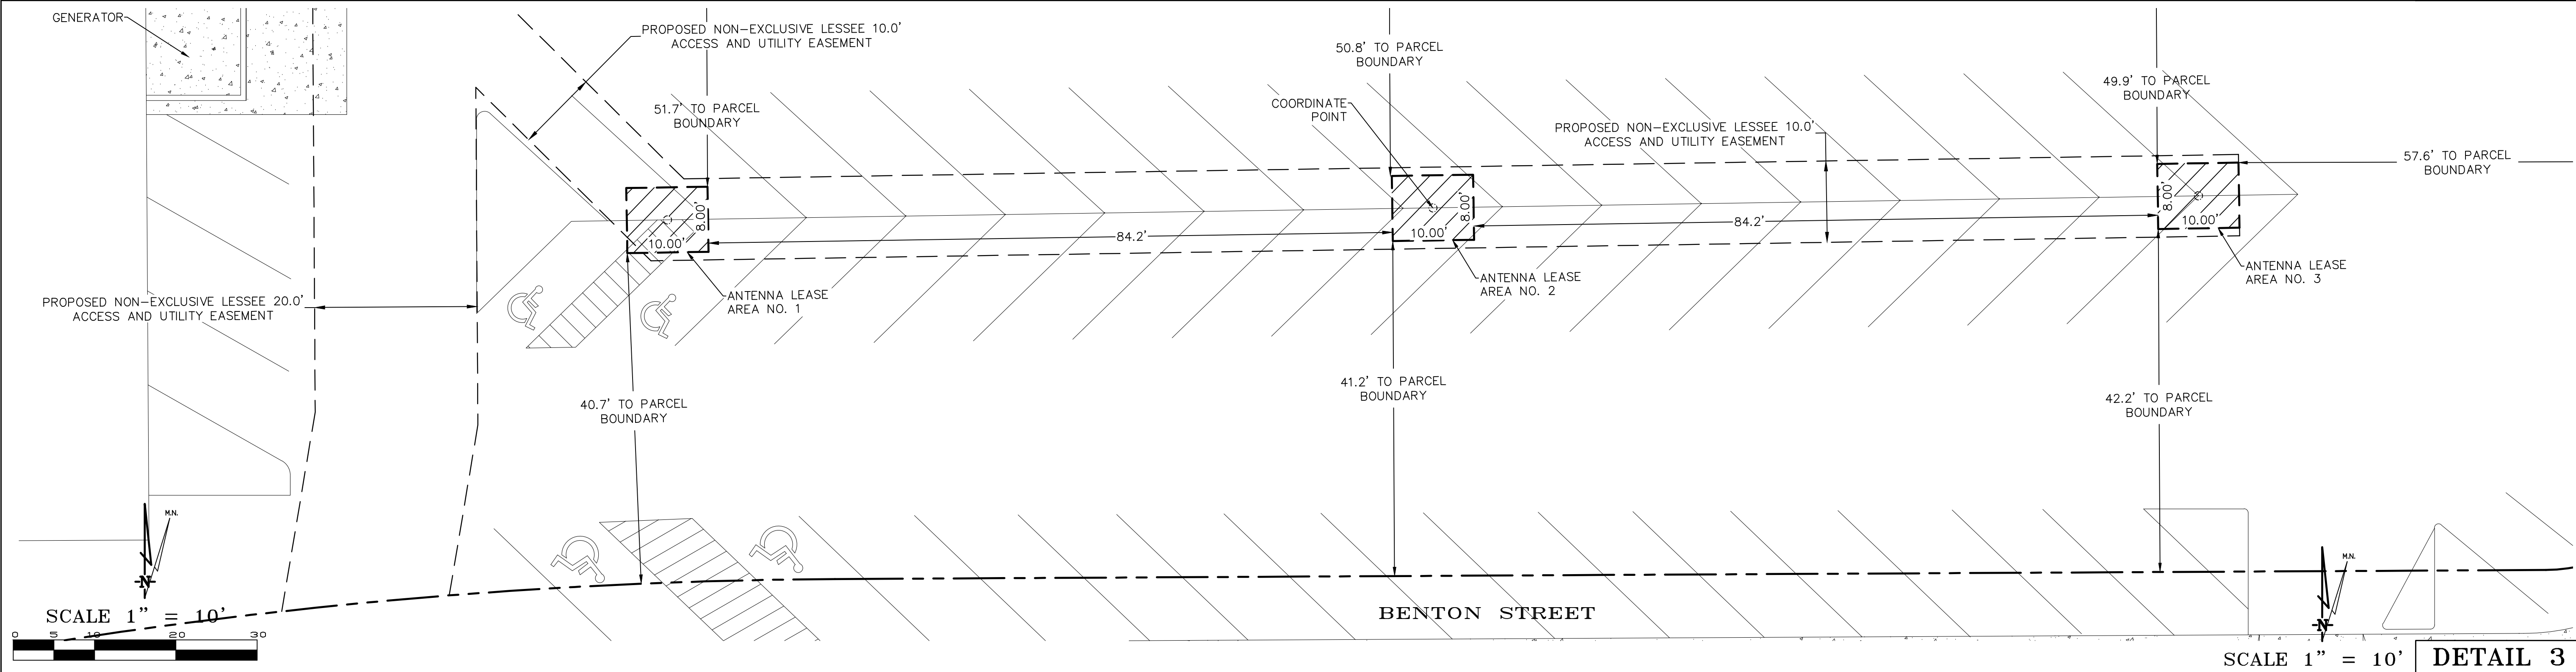 GENERATOR
PROPOSED NON-EXCLUSIVE LESSEE 10.0'
ACCESS AND UTILITY EASEMENT
51.7' TO PARCEL
BOUNDARY
50.8' TO PARCEL
BOUNDARY
COORDINATE
POINT
PROPOSED NON-EXCLUSIVE LESSEE 10.0'
ACCESS AND UTILITY EASEMENT
49.9' TO PARCEL
BOUNDARY
57.6' TO PARCEL
BOUNDARY
8.00'
10.00'
84.2'
8.00'
10.00'
84.2'
8.00'
10.00'
ANTENNA LEASE
AREA NO. 1
ANTENNA LEASE
AREA NO. 2
ANTENNA LEASE
AREA NO. 3
PROPOSED NON-EXCLUSIVE LESSEE 20.0'
ACCESS AND UTILITY EASEMENT
40.7' TO PARCEL
BOUNDARY
41.2' TO PARCEL
BOUNDARY
42.2' TO PARCEL
BOUNDARY
M.N.
N
SCALE 1" = 10'
0 5 10 20 30
BENTON STREET
M.N.
N
SCALE 1" = 10'
DETAIL 3